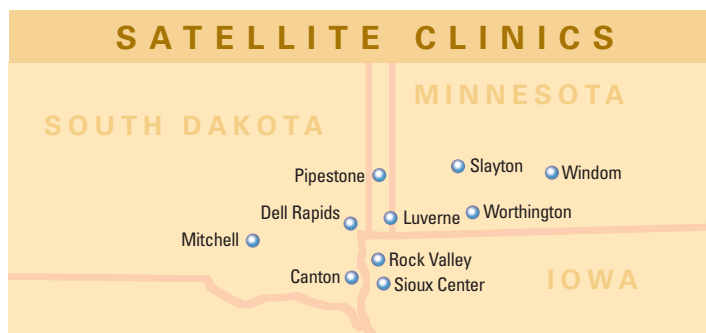 SATELLITE CLINICS
MINNESOTA
SOUTH DAKOTA
Slayton
Windom
Pipestone
Dell Rapids
Luverne
Worthington
Mitchell
Rock Valley
Canton
Sioux Center
IOWA